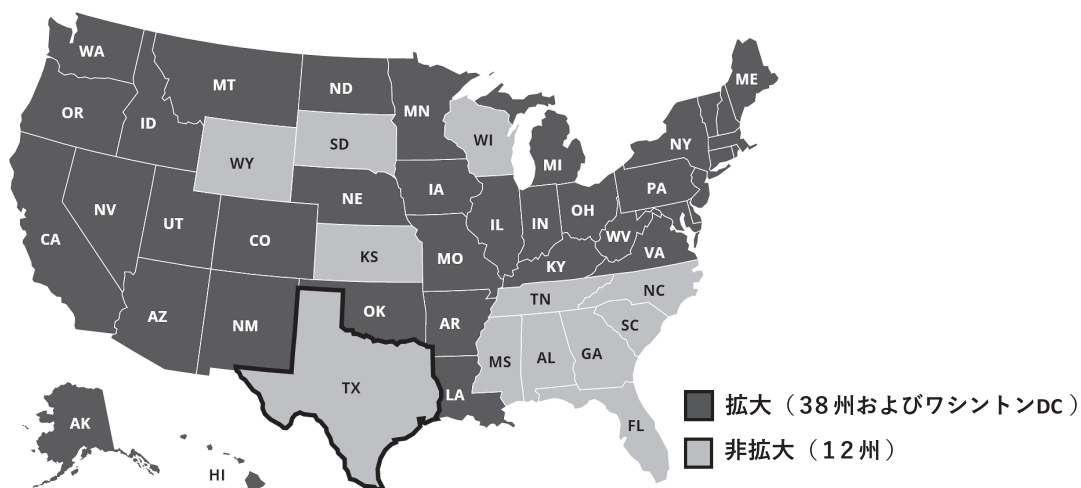 WA
ME
MT
ND
OR
MN
ID
SD
WI
NY
WY
MI
IA
PA
NE
NV
UT
IL
IN
OH
CA
CO
WV
KS
MO
VA
KY
TN
NC
AZ
NM
OK
AR
SC
MS
AL
GA
TX
LA
拡大（38州およびワシントンDC）
AK
FL
非拡大（12州）
HI